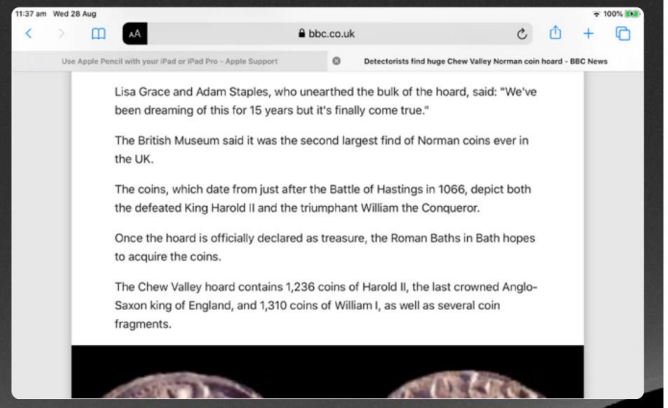 11:37 am Wed 28 Aug
100%
AA
bbc.co.uk
Use Apple Pencil with your iPad or iPad Pro - Apple Support
Detectorists find huge Chew Valley Norman coin hoard - BBC News
Lisa Grace and Adam Staples, who unearthed the bulk of the hoard, said: "We've
been dreaming of this for 15 years but it's finally come true."
The British Museum said it was the second largest find of Norman coins ever in
the UK.
The coins, which date from just after the Battle of Hastings in 1066, depict both
the defeated King Harold II and the triumphant William the Conqueror.
Once the hoard is officially declared as treasure, the Roman Baths in Bath hopes
to acquire the coins.
The Chew Valley hoard contains 1,236 coins of Harold II, the last crowned Anglo-
Saxon king of England, and 1,310 coins of William I, as well as several coin
fragments.